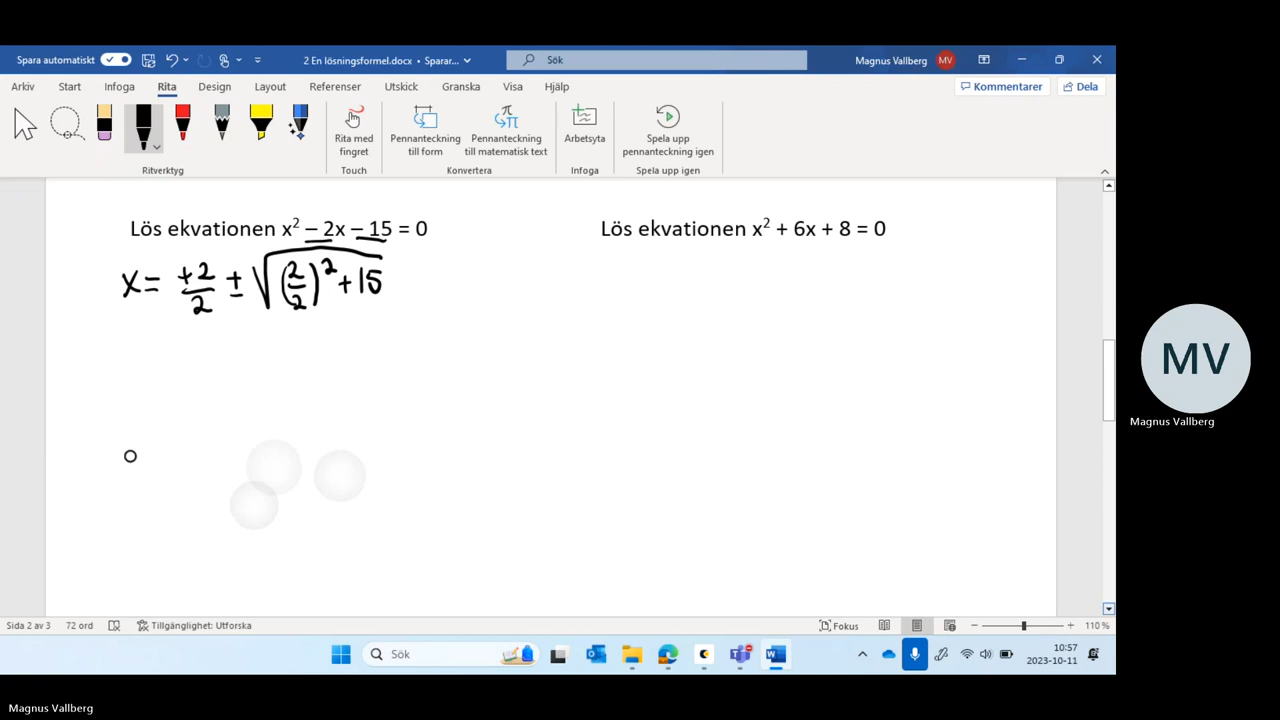 Spara automatiskt
2 En lösningsformel.docx • Sparar...
Sök
Magnus Vallberg
MV
Arkiv Start Infoga Rita Design Layout Referenser Utskick Granska Visa Hjälp
Kommentarer
Dela
Rita med fingret
Pennanteckning till form
Pennanteckning till matematisk text
Arbetsyta
Spela upp pennanteckning igen
Ritverktyg
Touch
Konvertera
Infoga
Spela upp igen
Lös ekvationen x² – 2x – 15 = 0
Lös ekvationen x² + 6x + 8 = 0
x = +2/2 ± √((2/2)² + 15)
MV
Magnus Vallberg
Sida 2 av 3 72 ord Tillgänglighet: Utforska
Fokus
110 %
Sök
10:57
2023-10-11
Magnus Vallberg